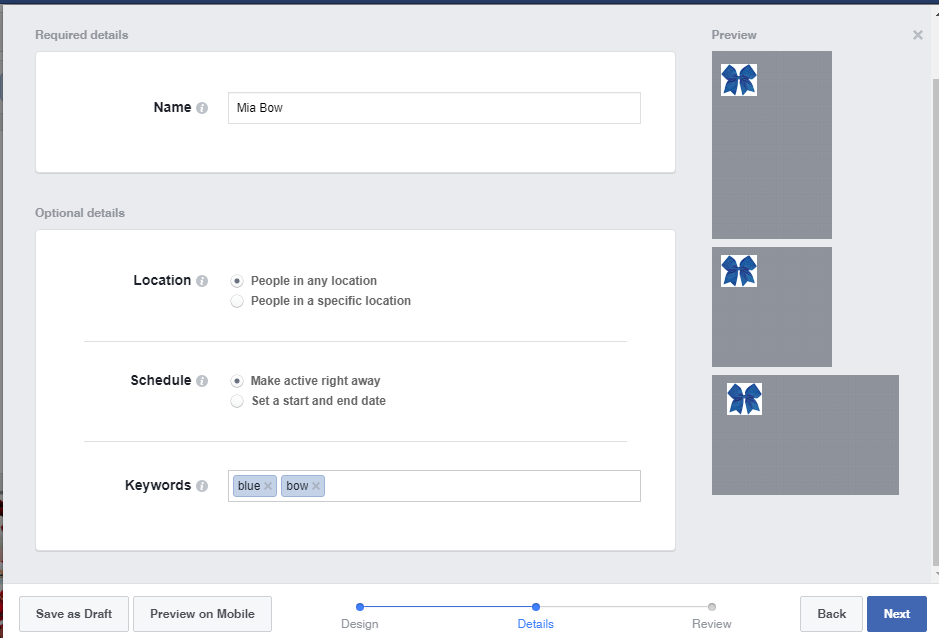 Required details
Name
Mia Bow
Optional details
Location
People in any location
People in a specific location
Schedule
Make active right away
Set a start and end date
Keywords
blue bow
Preview
Save as Draft
Preview on Mobile
Design
Details
Review
Back
Next